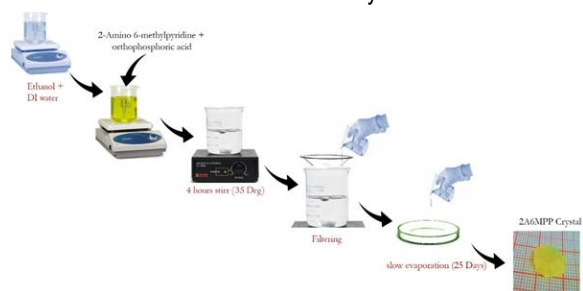 2-Amino 6-methylpyridine +
orthophosphoric acid
Ethanol +
DI water
4 hours stirr (35 Deg)
Filtering
slow evaporation (25 Days)
2A6MPP Crystal